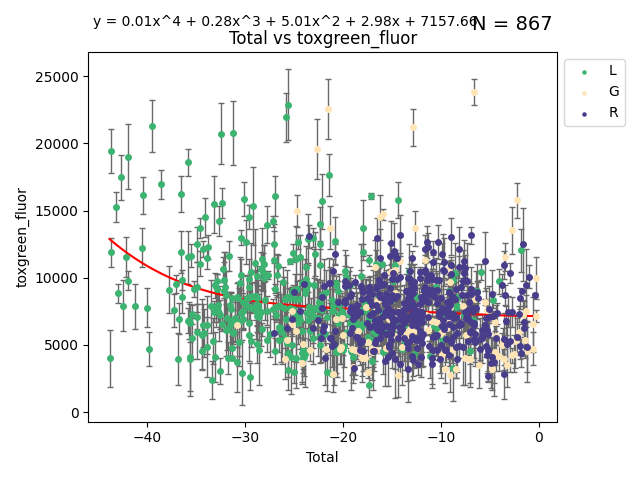 y = 0.01x^4 + 0.28x^3 + 5.01x^2 + 2.98x + 7157.66
N = 867
Total vs toxgreen_fluor
25000
20000
15000
10000
5000
0
toxgreen_fluor
−40
−30
−20
−10
0
Total
L
G
R